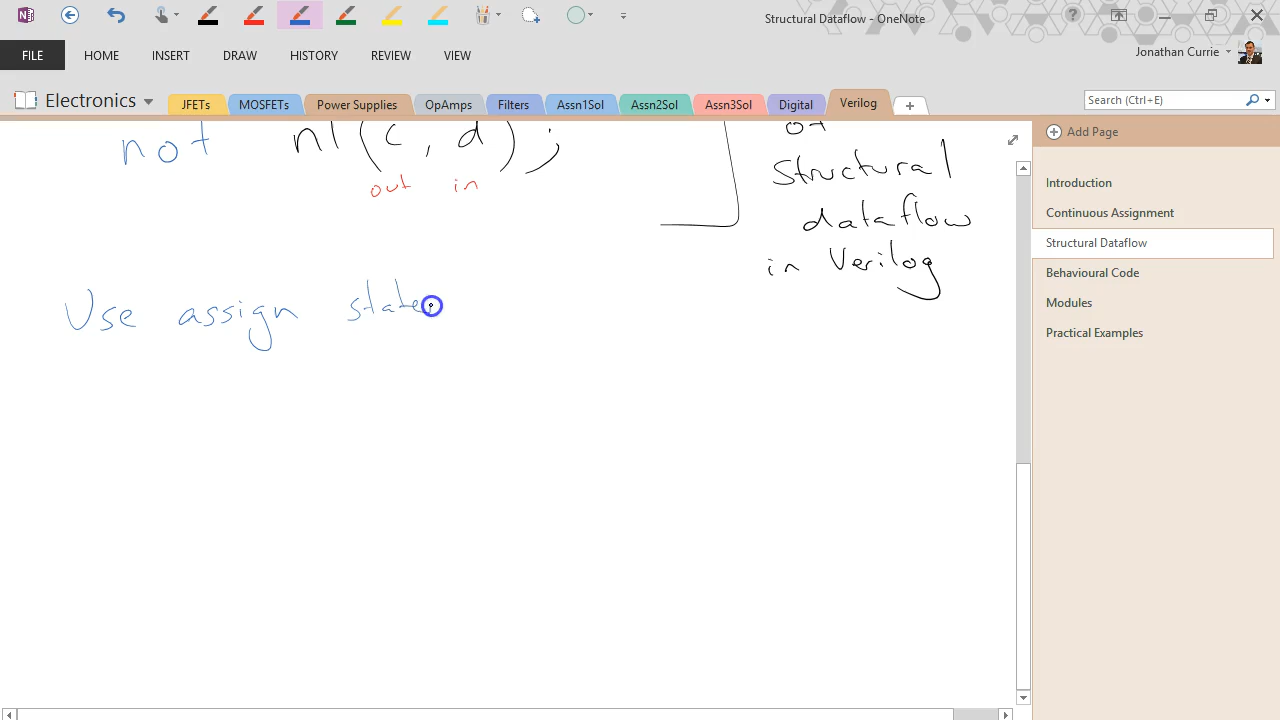 Structural Dataflow - OneNote
?
FILE HOME INSERT DRAW HISTORY REVIEW VIEW
Jonathan Currie
Electronics
JFETs MOSFETs Power Supplies OpAmps Filters Assn1Sol Assn2Sol Assn3Sol Digital Verilog
Search (Ctrl+E)
Add Page
Introduction
Continuous Assignment
Structural Dataflow
Behavioural Code
Modules
Practical Examples
not n1(c, d);
out in
of
structural
dataflow
in Verilog
Use assign state